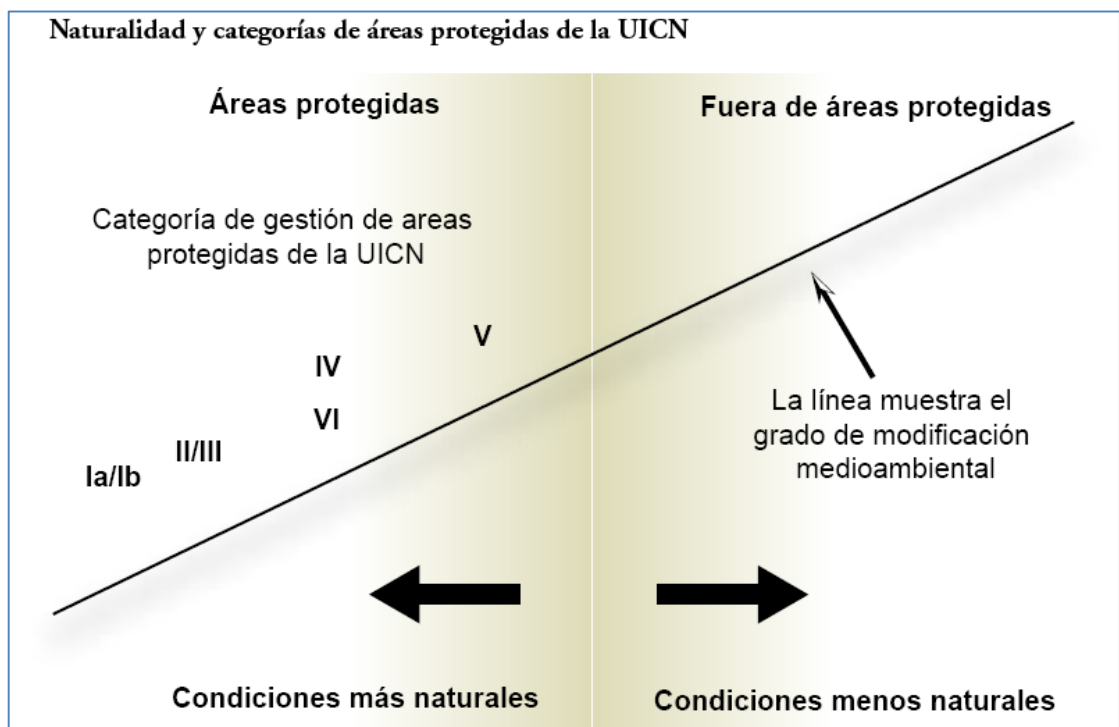 Naturalidad y categorías de áreas protegidas de la UICN
Áreas protegidas
Fuera de áreas protegidas
Categoría de gestión de areas
protegidas de la UICN
V
IV
VI
II/III
Ia/Ib
La línea muestra el
grado de modificación
medioambiental
Condiciones más naturales
Condiciones menos naturales